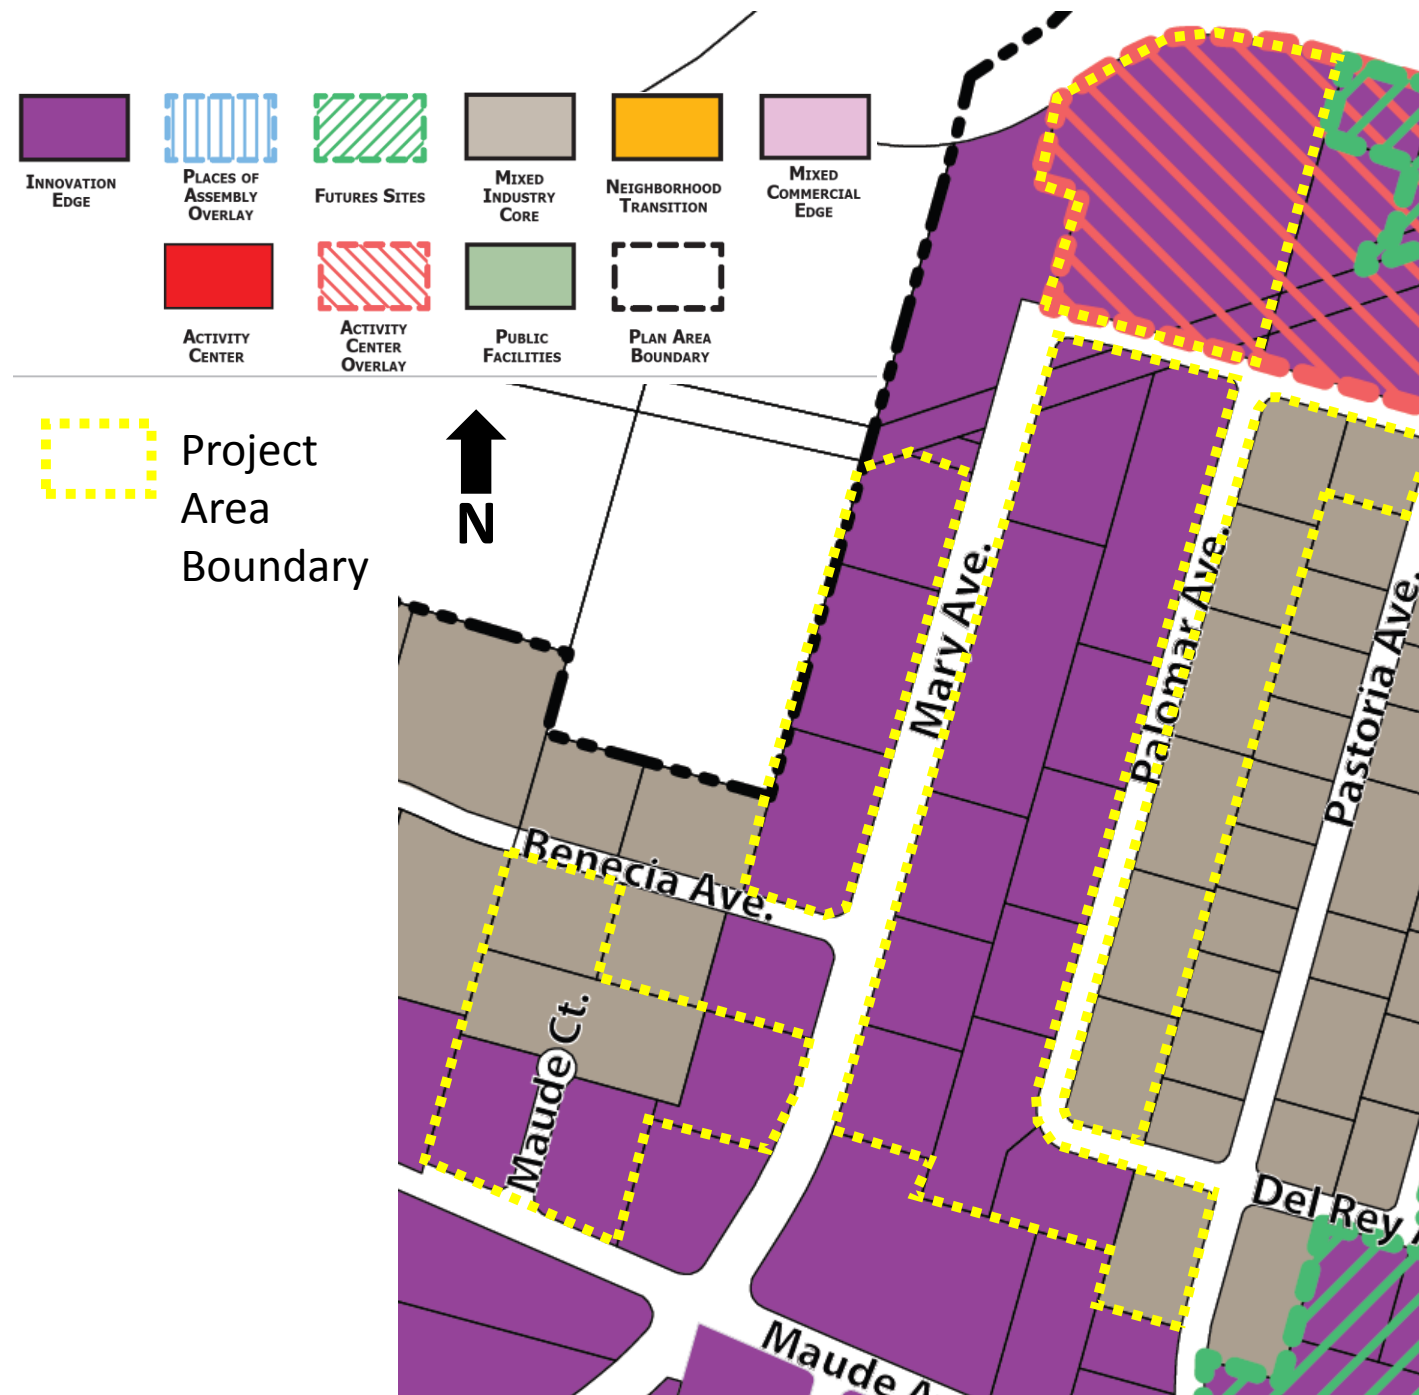 INNOVATION
EDGE
PLACES OF
ASSEMBLY
OVERLAY
FUTURES SITES
MIXED
INDUSTRY
CORE
NEIGHBORHOOD
TRANSITION
MIXED
COMMERCIAL
EDGE
ACTIVITY
CENTER
ACTIVITY
CENTER
OVERLAY
PUBLIC
FACILITIES
PLAN AREA
BOUNDARY
Project
Area
Boundary
N
Mary Ave.
Palomar Ave.
Pastoria Ave.
Benecia Ave.
Maude Ct.
Del Rey A
Maude A